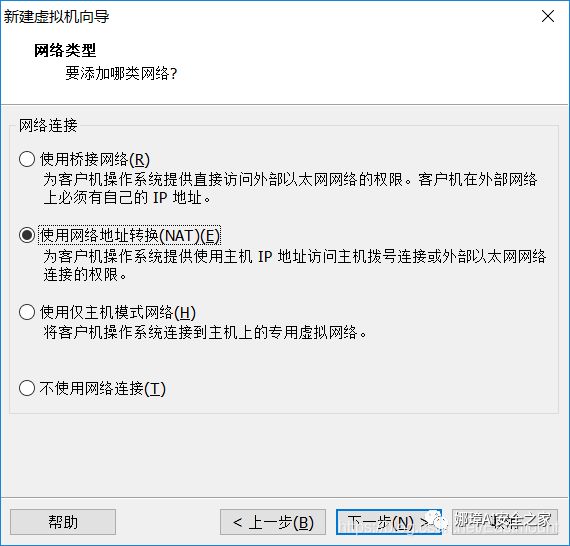 新建虚拟机向导
网络类型
要添加哪类网络?
网络连接
使用桥接网络(R)
为客户机操作系统提供直接访问外部以太网网络的权限。客户机在外部网络
上必须有自己的 IP 地址。
使用网络地址转换(NAT)(E)
为客户机操作系统提供使用主机 IP 地址访问主机拨号连接或外部以太网网络
连接的权限。
使用仅主机模式网络(H)
将客户机操作系统连接到主机上的专用虚拟网络。
不使用网络连接(T)
帮助
< 上一步(B)
下一步(N) >
娜璋AI安全之家